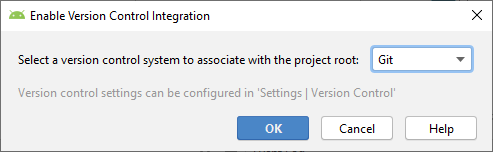 Enable Version Control Integration
Select a version control system to associate with the project root: Git
Version control settings can be configured in 'Settings | Version Control'
OK Cancel Help